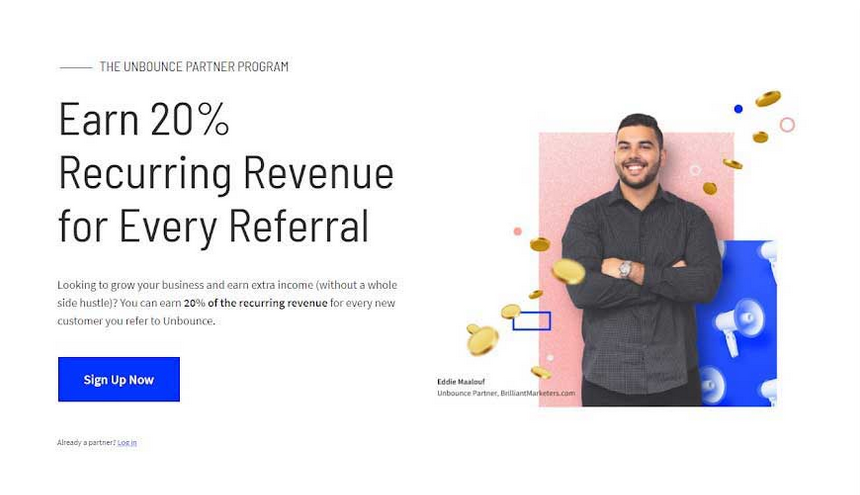 THE UNBOUNCE PARTNER PROGRAM
Earn 20%
Recurring Revenue
for Every Referral
Looking to grow your business and earn extra income (without a whole
side hustle)? You can earn 20% of the recurring revenue for every new
customer you refer to Unbounce.
Sign Up Now
Already a partner? Log in
Eddie Maalouf
Unbounce Partner, BrilliantMarketers.com